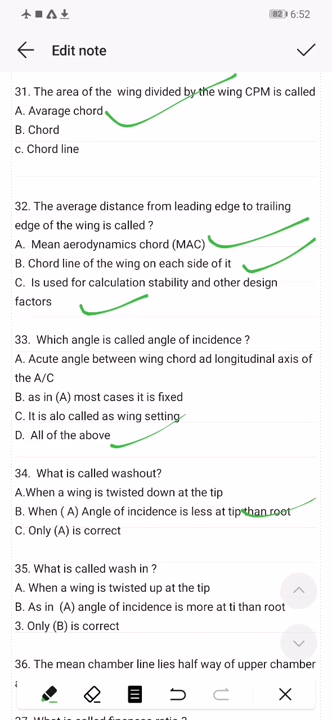 82 6:52
Edit note
31. The area of the wing divided by the wing CPM is called
A. Avarage chord
B. Chord
c. Chord line
32. The average distance from leading edge to trailing
edge of the wing is called ?
A. Mean aerodynamics chord (MAC)
B. Chord line of the wing on each side of it
C. Is used for calculation stability and other design
factors
33. Which angle is called angle of incidence ?
A. Acute angle between wing chord ad longitudinal axis of
the A/C
B. as in (A) most cases it is fixed
C. It is alo called as wing setting
D. All of the above
34. What is called washout?
A.When a wing is twisted down at the tip
B. When ( A) Angle of incidence is less at tip than root
C. Only (A) is correct
35. What is called wash in ?
A. When a wing is twisted up at the tip
B. As in (A) angle of incidence is more at ti than root
3. Only (B) is correct
36. The mean chamber line lies half way of upper chamber
37. What is called fineness ratio ?